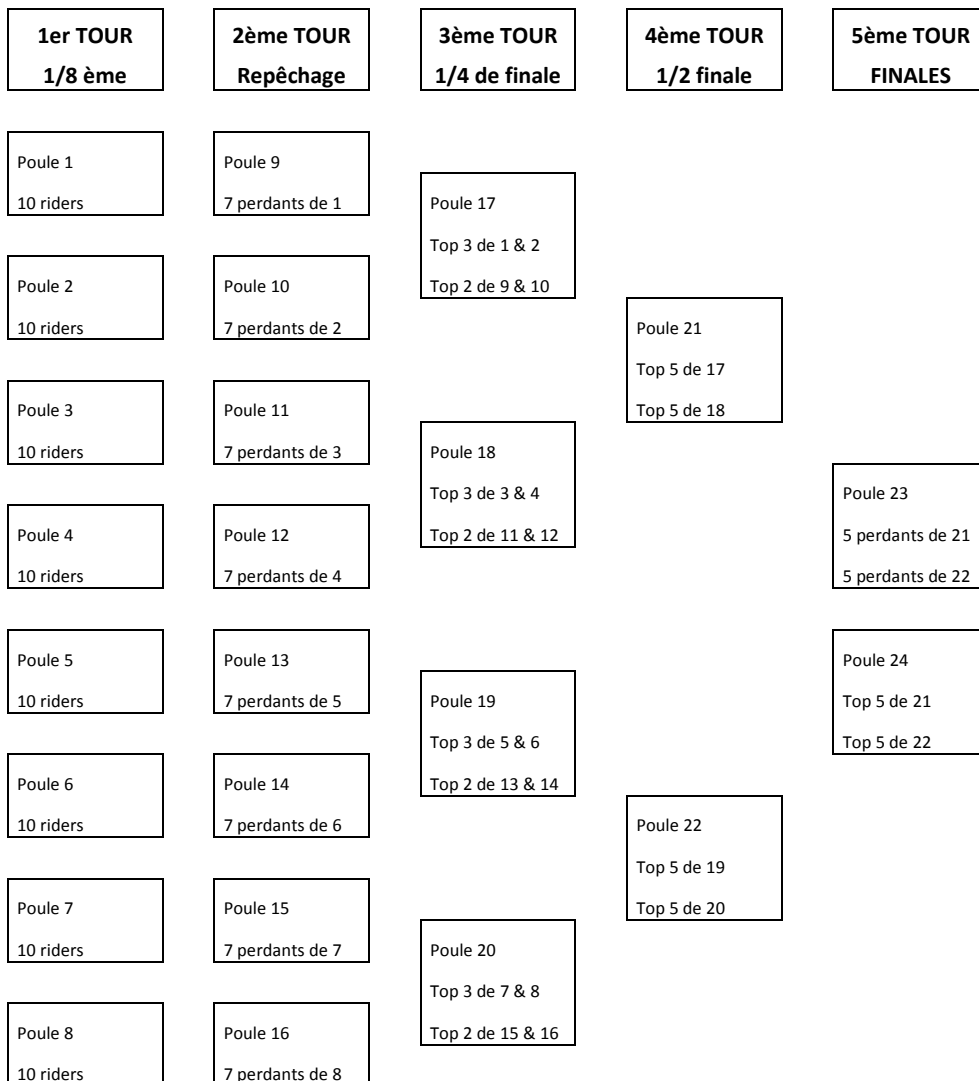 1er TOUR
1/8 ème
2ème TOUR
Repêchage
3ème TOUR
1/4 de finale
4ème TOUR
1/2 finale
5ème TOUR
FINALES
Poule 1
10 riders
Poule 2
10 riders
Poule 3
10 riders
Poule 4
10 riders
Poule 5
10 riders
Poule 6
10 riders
Poule 7
10 riders
Poule 8
10 riders
Poule 9
7 perdants de 1
Poule 10
7 perdants de 2
Poule 11
7 perdants de 3
Poule 12
7 perdants de 4
Poule 13
7 perdants de 5
Poule 14
7 perdants de 6
Poule 15
7 perdants de 7
Poule 16
7 perdants de 8
Poule 17
Top 3 de 1 & 2
Top 2 de 9 & 10
Poule 18
Top 3 de 3 & 4
Top 2 de 11 & 12
Poule 19
Top 3 de 5 & 6
Top 2 de 13 & 14
Poule 20
Top 3 de 7 & 8
Top 2 de 15 & 16
Poule 21
Top 5 de 17
Top 5 de 18
Poule 22
Top 5 de 19
Top 5 de 20
Poule 23
5 perdants de 21
5 perdants de 22
Poule 24
Top 5 de 21
Top 5 de 22